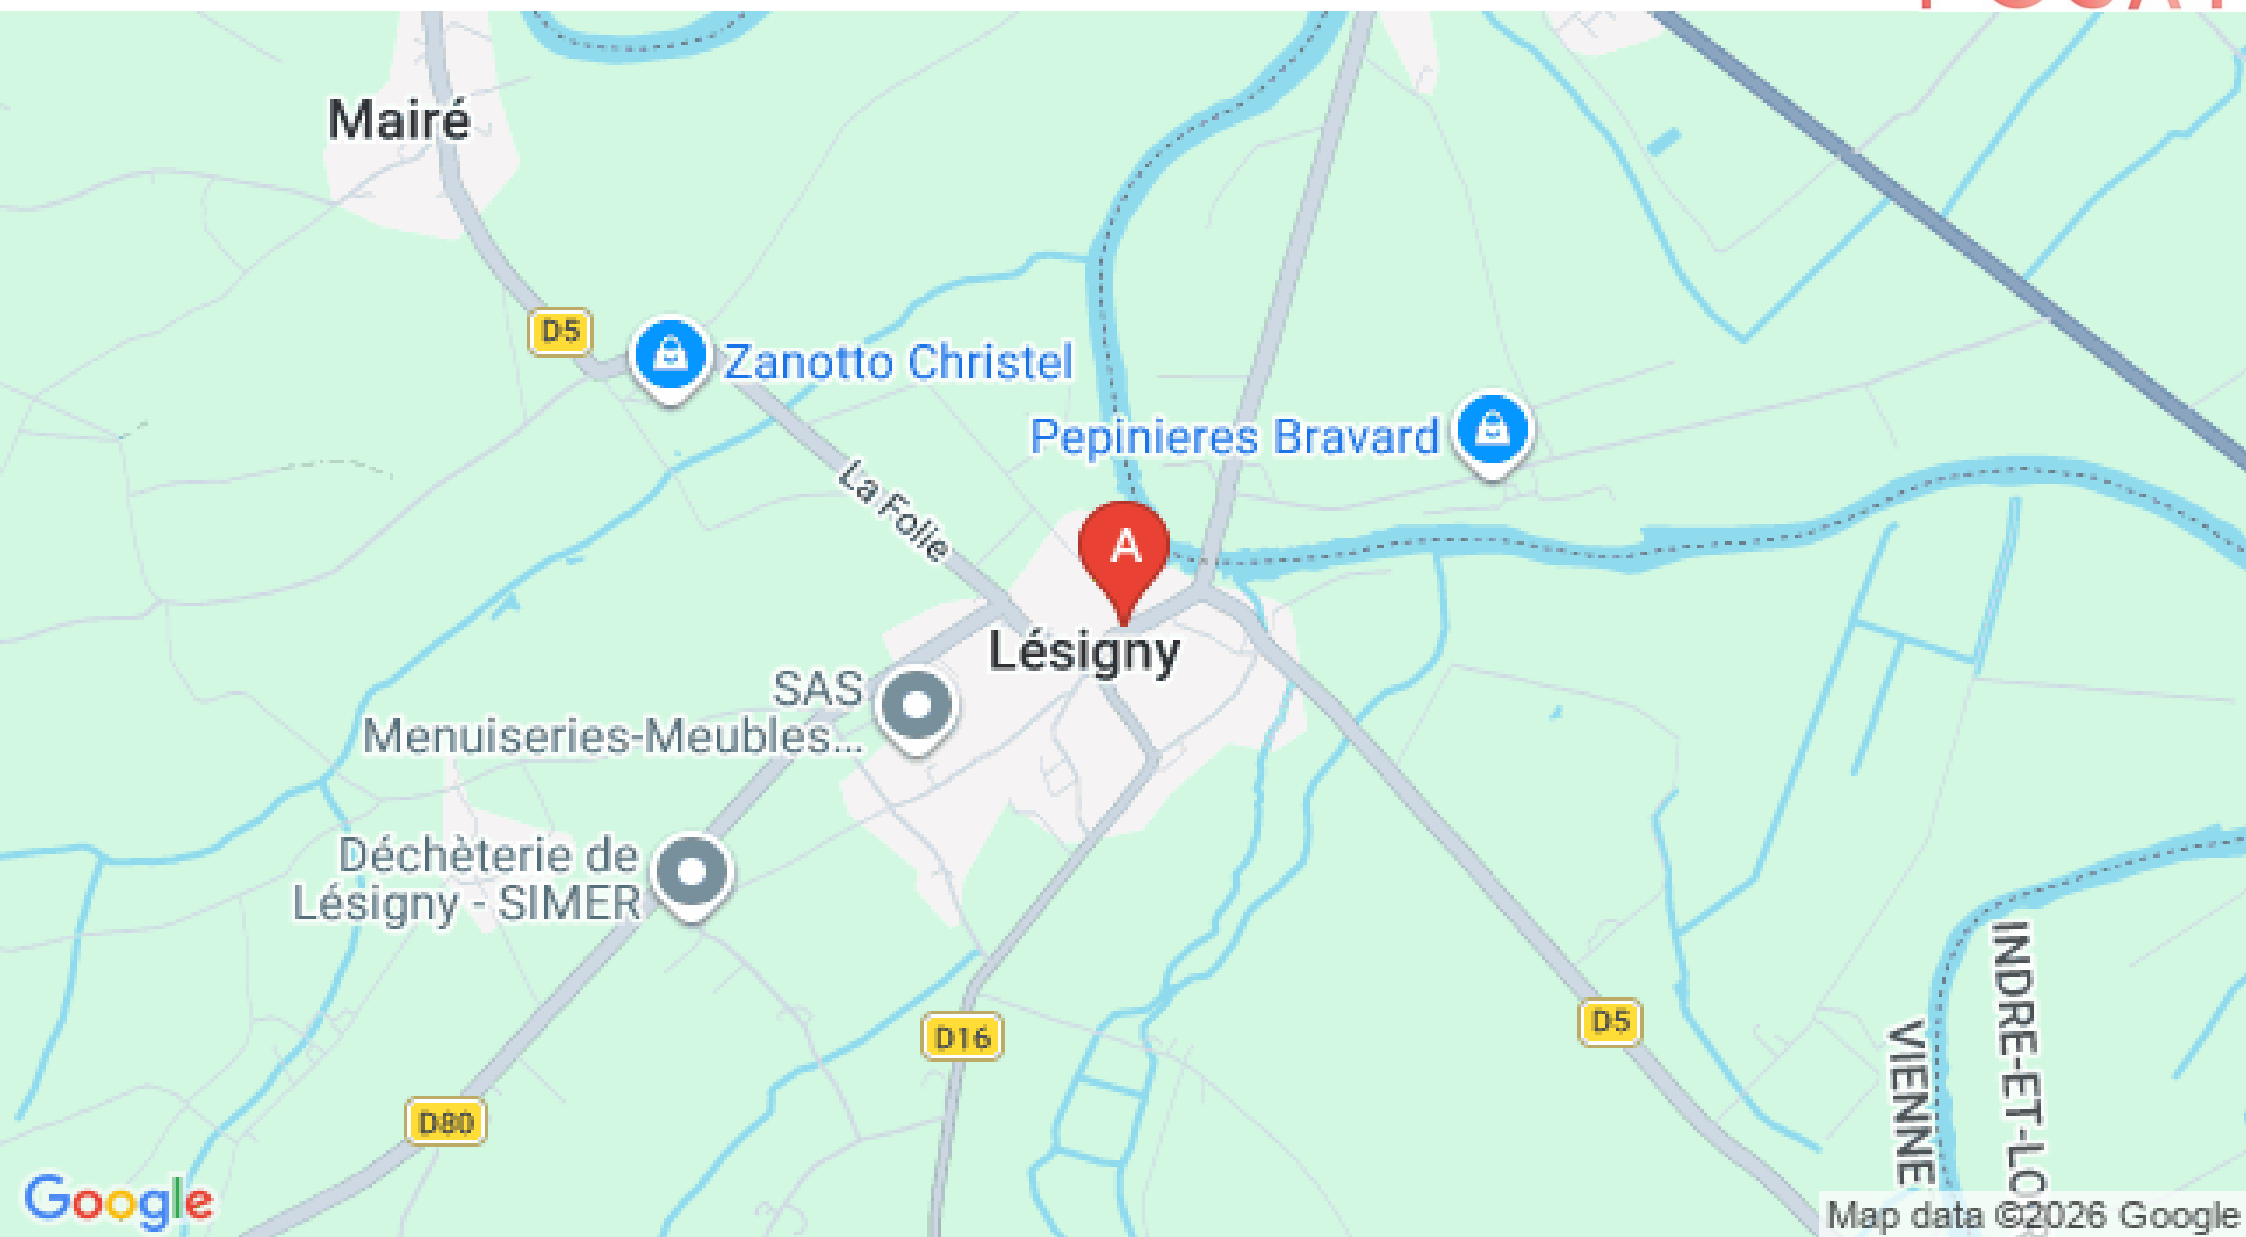 Mairé
D5
Zanotto Christel
Pepinieres Bravard
La Folie
A
Lésigny
SAS
Menuiseries-Meubles...
Déchèterie de
Lésigny - SIMER
D16
D5
D80
VIENNE
INDRE-ET-LO
Google
Map data ©2026 Google